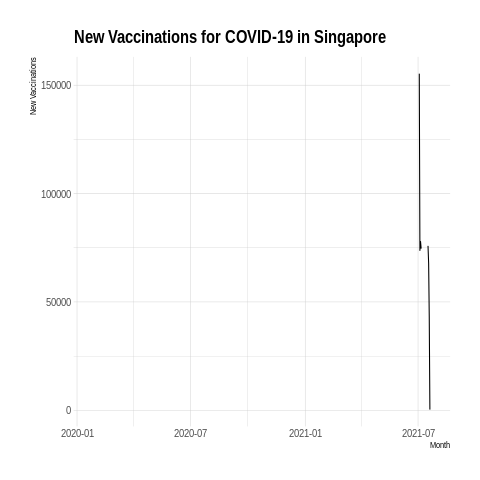 New Vaccinations for COVID-19 in Singapore
New Vaccinations
150000
100000
50000
0
2020-01 2020-07 2021-01 2021-07
Month